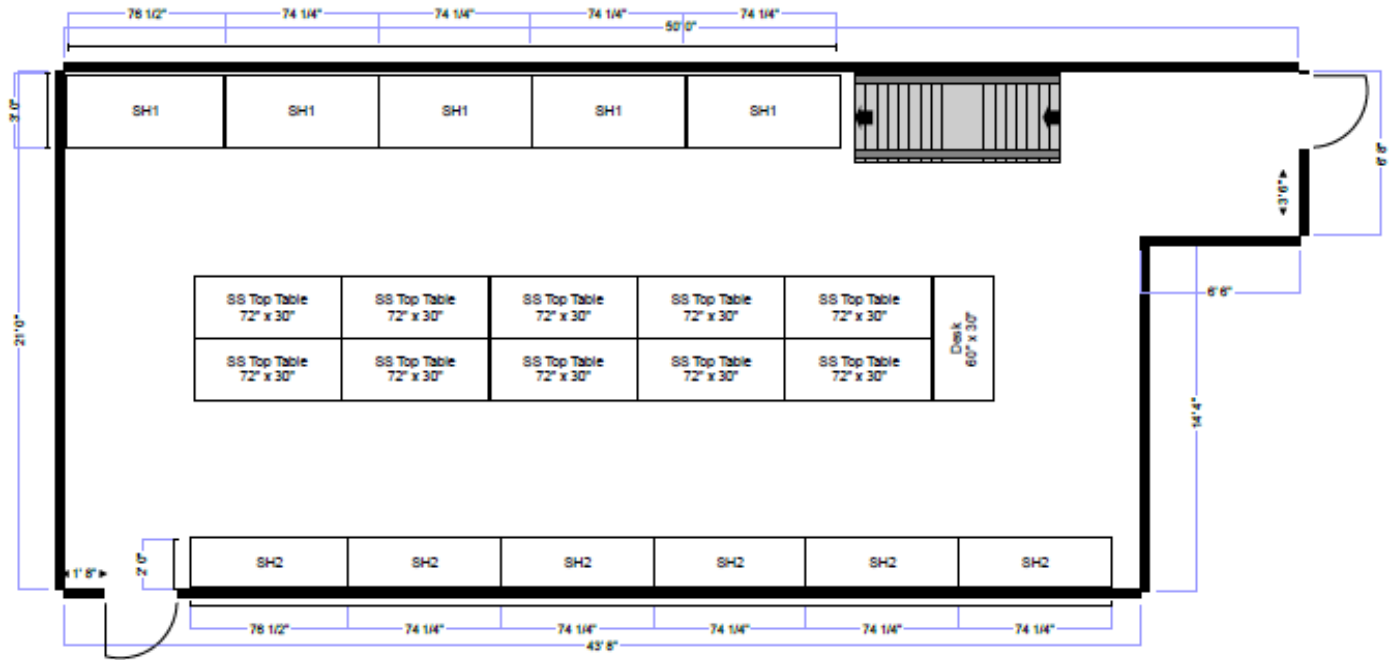 76 1/2" 74 1/4" 74 1/4" 74 1/4" 74 1/4"
50' 0"
3' 0"
SH1 SH1 SH1 SH1 SH1
6' 8"
3' 6"
21' 0"
6' 6"
SS Top Table SS Top Table SS Top Table SS Top Table SS Top Table
72" x 30" 72" x 30" 72" x 30" 72" x 30" 72" x 30"
SS Top Table SS Top Table SS Top Table SS Top Table SS Top Table
72" x 30" 72" x 30" 72" x 30" 72" x 30" 72" x 30"
Desk
60" x 30"
14' 4"
2' 0"
SH2 SH2 SH2 SH2 SH2 SH2
1' 8"
76 1/2" 74 1/4" 74 1/4" 74 1/4" 74 1/4" 74 1/4"
43' 8"